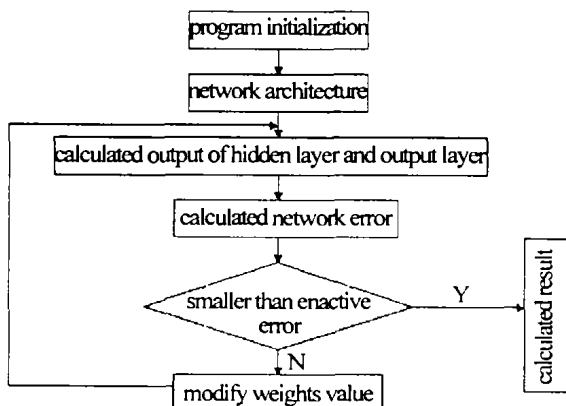 program initialization
network architecture
calculated output of hidden layer and output layer
calculated network error
smaller than enactive
error
Y
calculated result
N
modify weights value